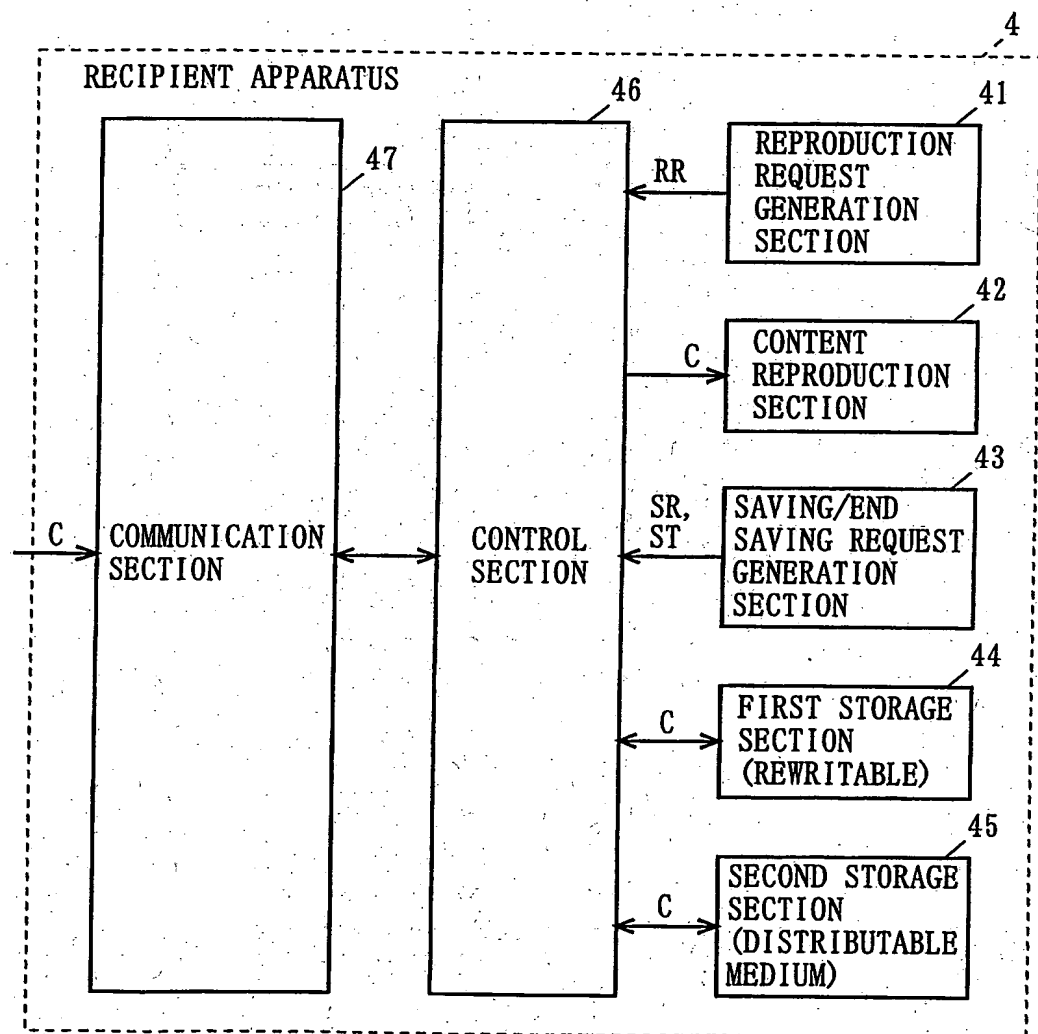 4
RECIPIENT APPARATUS
46
41
47
REPRODUCTION
REQUEST
GENERATION
SECTION
RR
42
CONTENT
REPRODUCTION
SECTION
C
43
SR,
ST
SAVING/END
SAVING REQUEST
GENERATION
SECTION
C
COMMUNICATION
SECTION
CONTROL
SECTION
44
FIRST STORAGE
SECTION
(REWRITABLE)
C
45
SECOND STORAGE
SECTION
(DISTRIBUTABLE
MEDIUM)
C